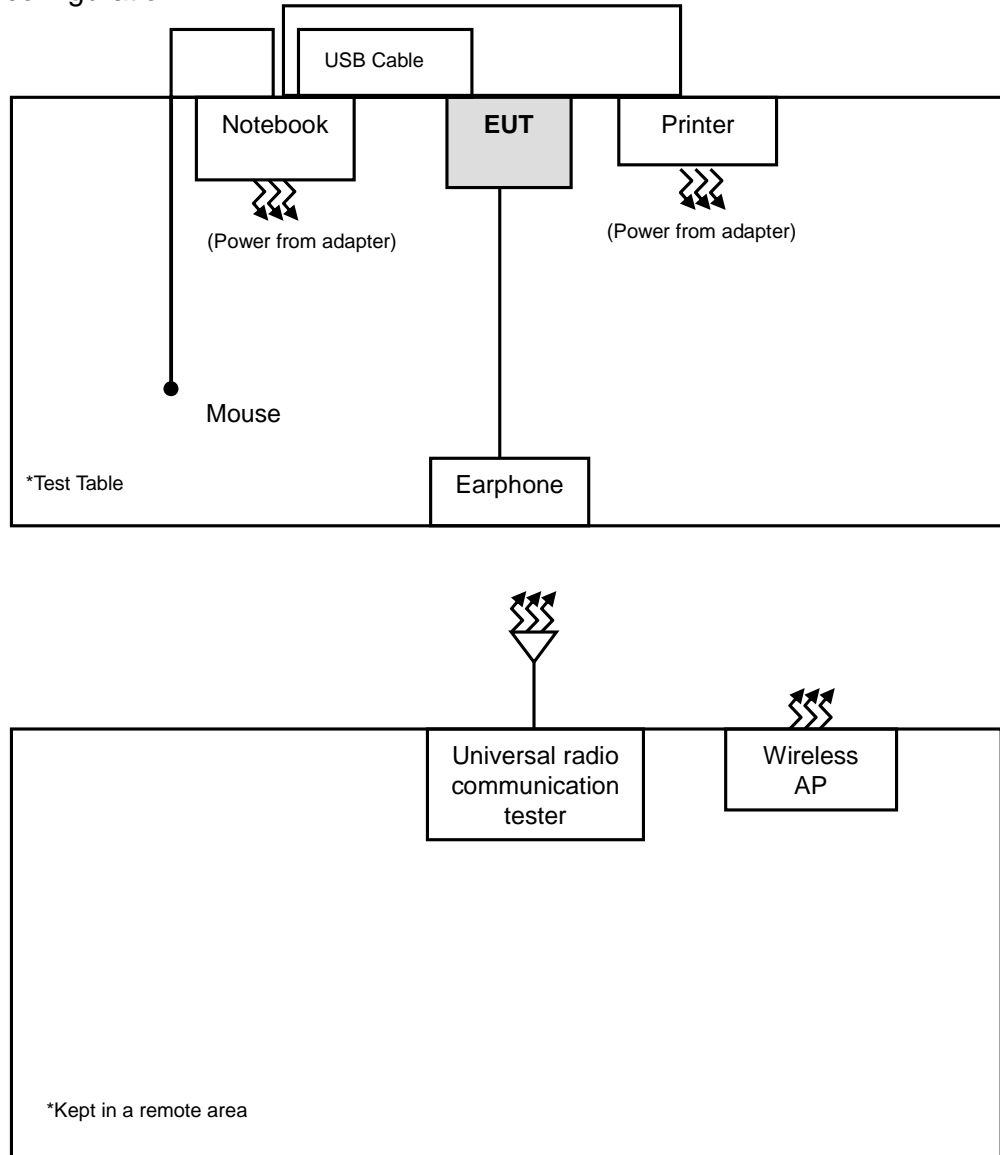 USB Cable
Notebook
EUT
Printer
(Power from adapter)
(Power from adapter)
Mouse
*Test Table
Earphone
Universal radio
communication
tester
Wireless
AP
*Kept in a remote area